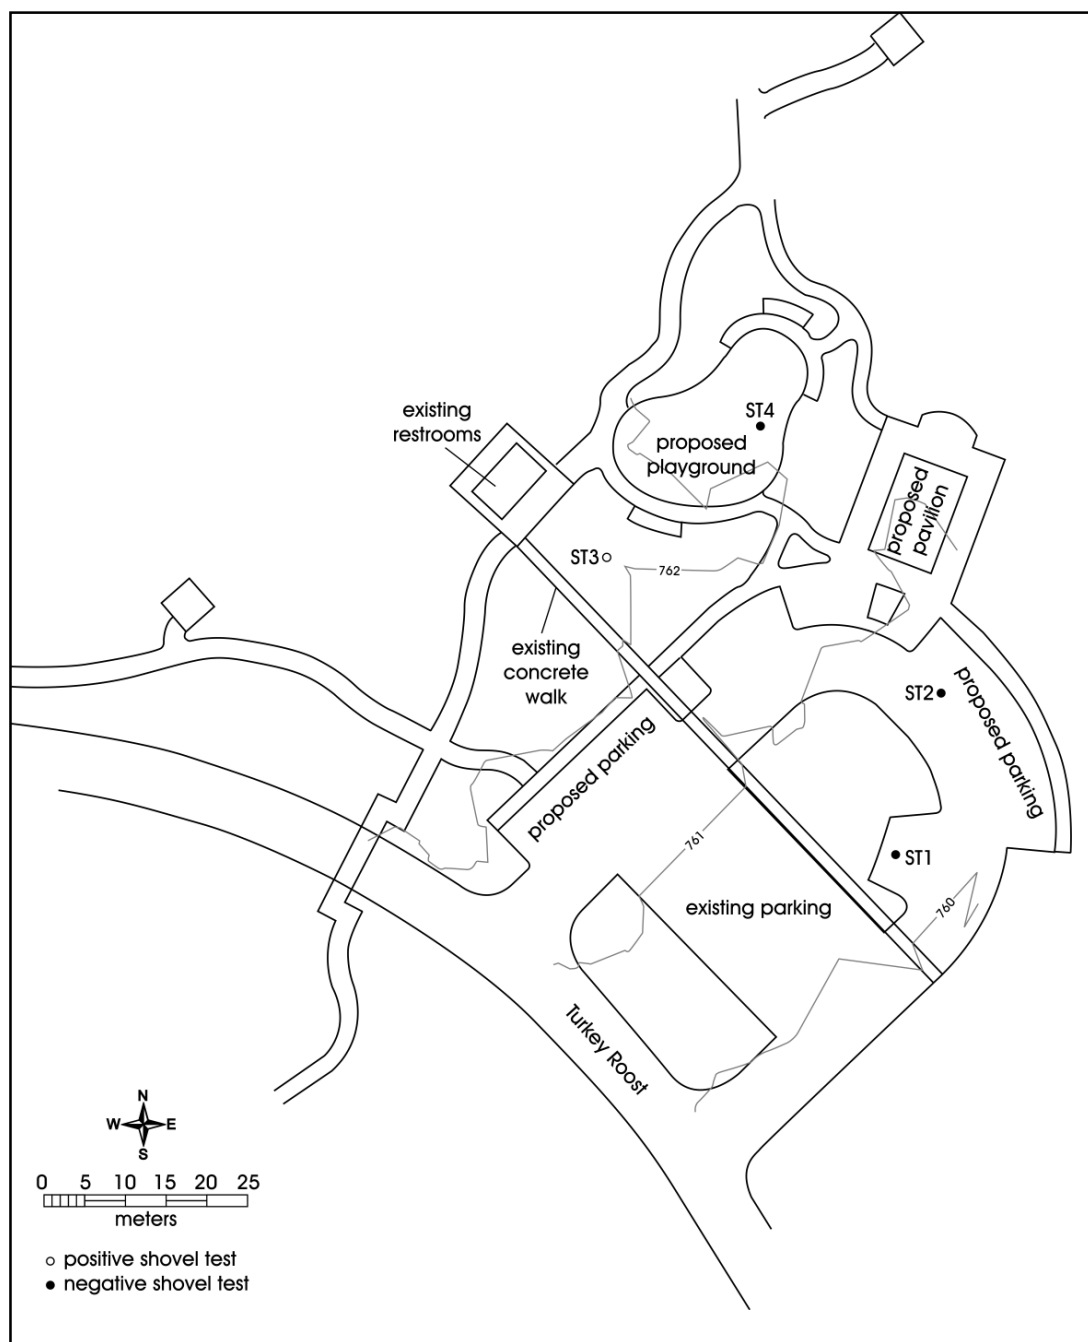 existing
restrooms
ST4
proposed
playground
proposed
pavilion
ST3
762
existing
concrete
walk
ST2
proposed parking
proposed parking
761
ST1
existing parking
760
Turkey Roost
N
W
E
S
0 5 10 15 20 25
meters
positive shovel test
negative shovel test